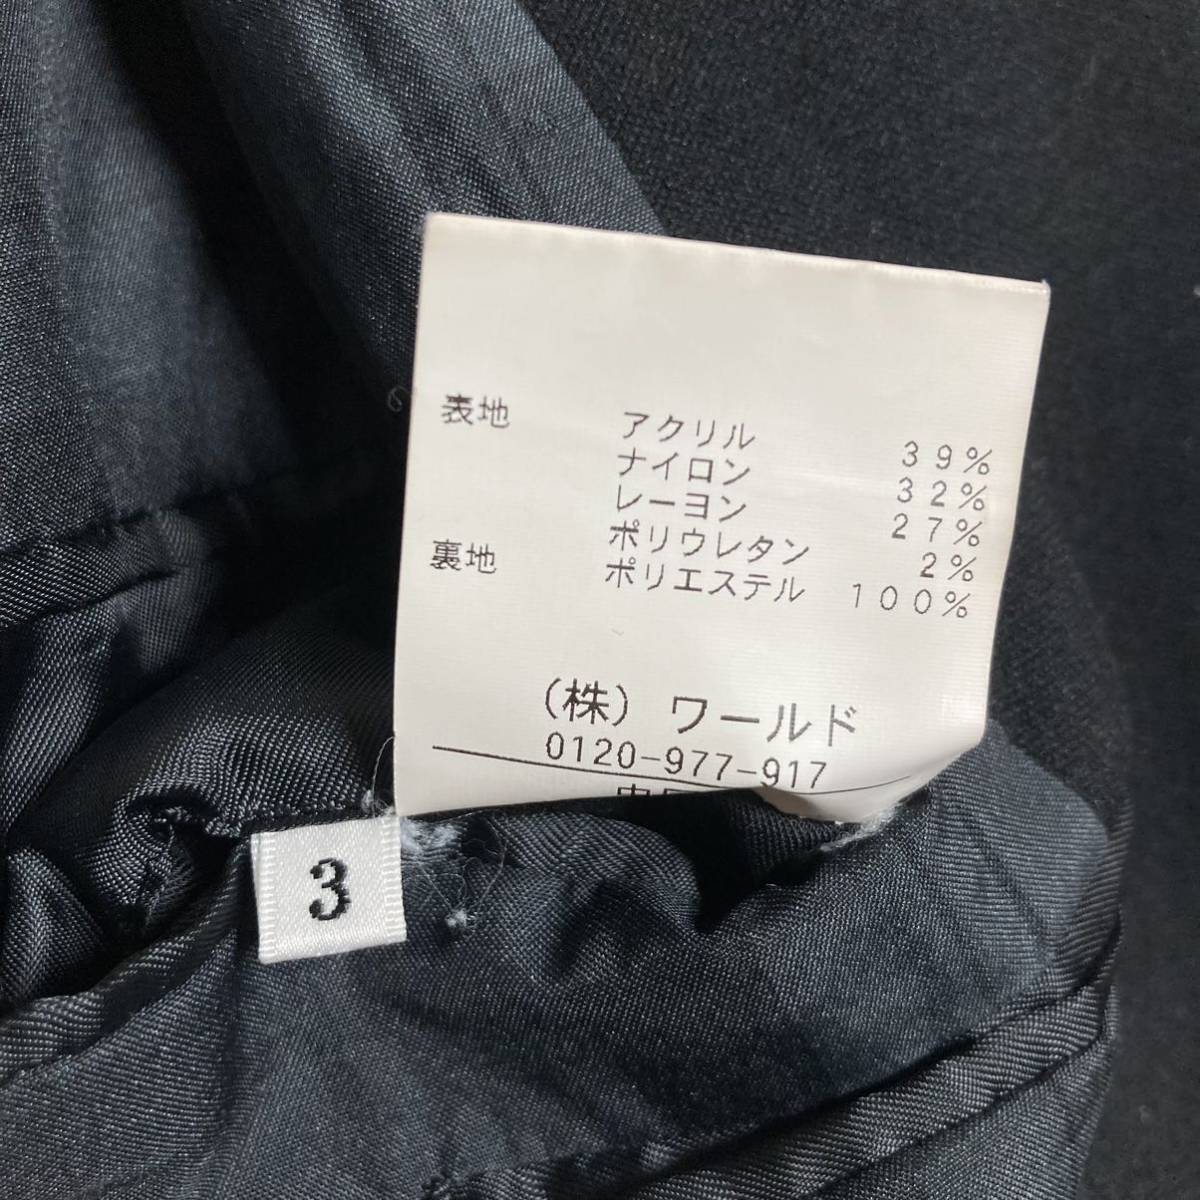 表地 アクリル 39%
ナイロン 32%
レーヨン 27%
ポリウレタン 2%
裏地 ポリエステル 100%
(株) ワールド
0120-977-917
3